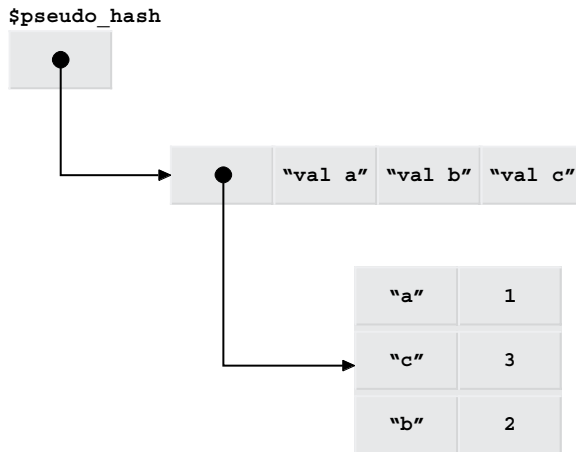 $pseudo_hash
“val a” “val b” “val c”
“a” 1
“c” 3
“b” 2